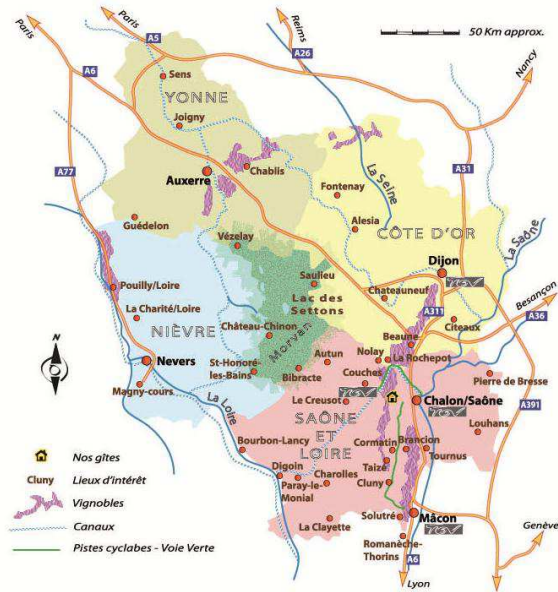 Paris
Paris
Reims
50 Km approx.
A5
A26
A6
Nancy
Sens
YONNE
Joigny
A77
A31
Auxerre
Chablis
Fontenay
La Seine
Guédelon
Alesia
CÔTE D'OR
La Saône
Vézelay
Dijon
Pouilly/Loire
Saulieu
Chateauneuf
Besançon
La Charité/Loire
Lac des
Settons
A311
Citeaux
A36
NIÈVRE
Château-Chinon
Morvan
Beaune
N
Nevers
St-Honoré
-les-Bains
Autun
Nolay
La Rochepot
Bibracte
Couches
Pierre de Bresse
Magny-cours
La Loire
Le Creusot
Chalon/Saône
A391
SAÔNE
ET
LOIRE
Louhans
Bourbon-Lancy
Cormatin
Brancion
Nos gîtes
Digoin
Taizé
Tournus
Cluny
Lieux d'intérêt
Paray-le-
Monial
Charolles
Cluny
Vignobles
La Clayette
Solutré
Mâcon
Canaux
Genève
Pistes cyclabes - Voie Verte
Romanèche-
Thorins
A6
Lyon